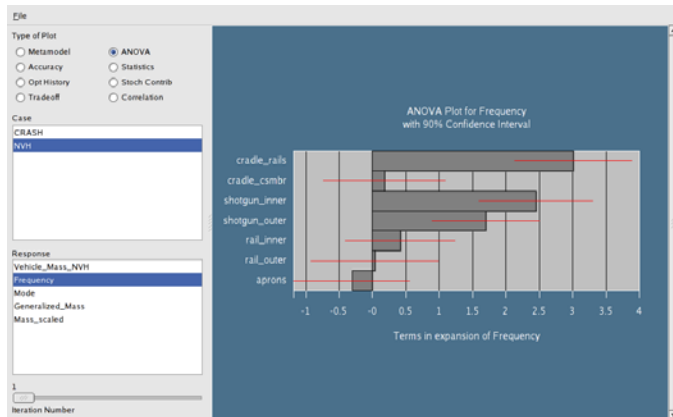 File
Type of Plot
Metamodel
ANOVA
Accuracy
Statistics
Opt History
Stoch Contrib
Tradeoff
Correlation
Case
CRASH
NVH
Response
Vehicle_Mass_NVH
Frequency
Mode
Generalized_Mass
Mass_scaled
1
Iteration Number
ANOVA Plot for Frequency
with 90% Confidence Interval
cradle_rails
cradle_csmbr
shotgun_inner
shotgun_outer
rail_inner
rail_outer
aprons
-1 -0.5 -0 0.5 1 1.5 2 2.5 3 3.5 4
Terms in expansion of Frequency